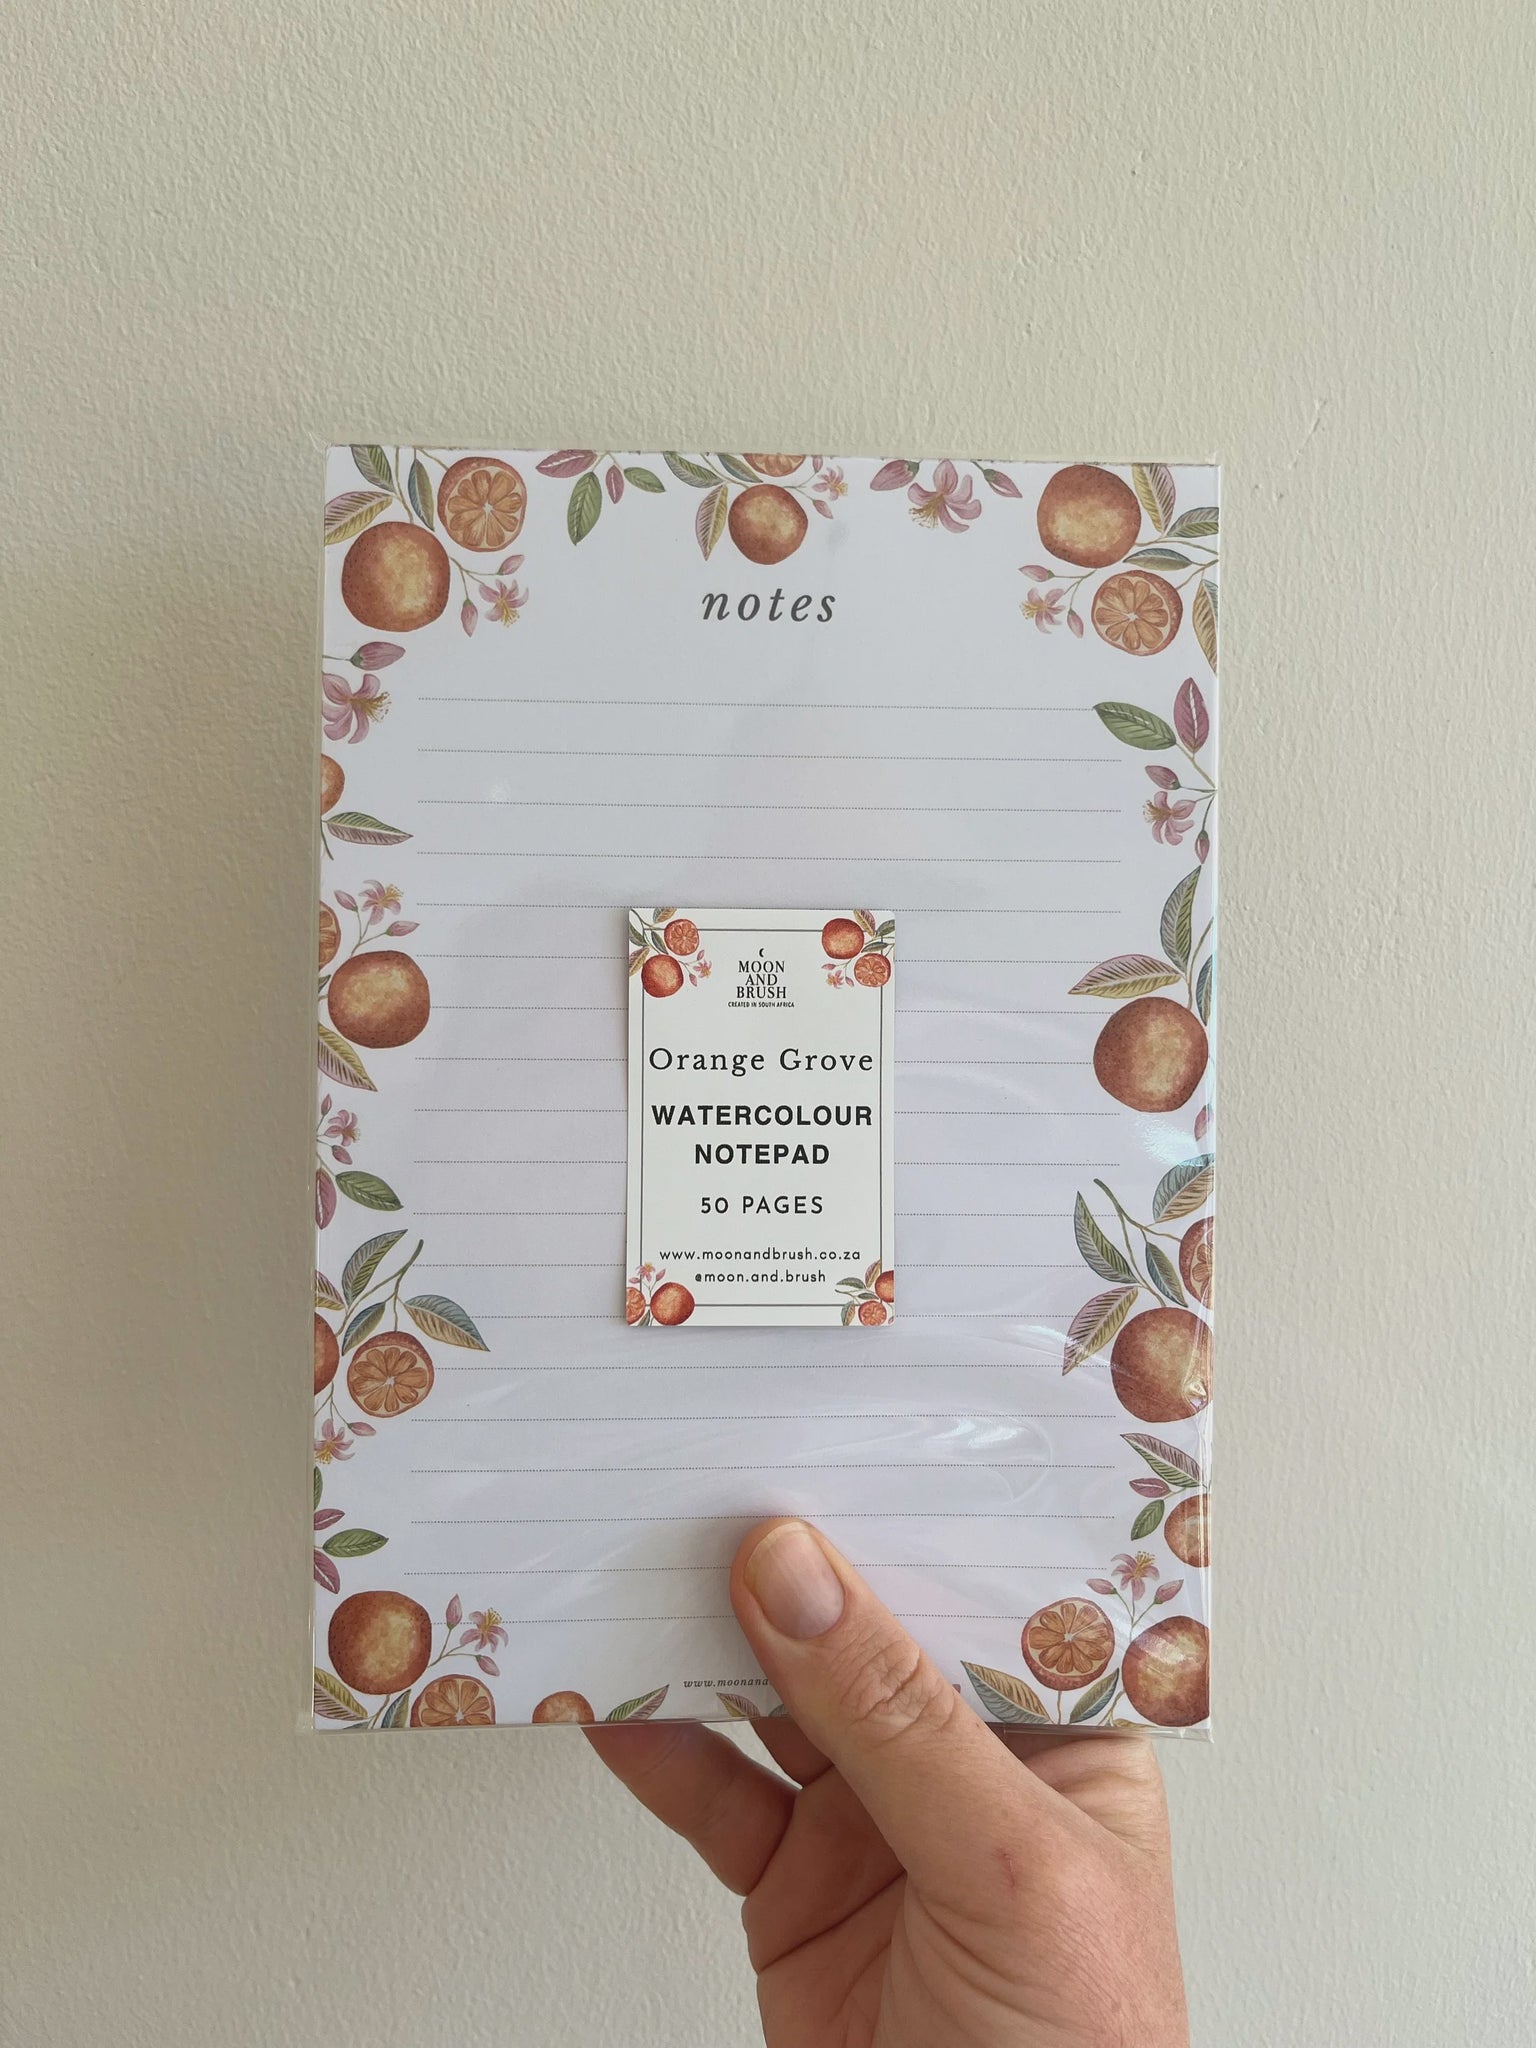 notes
MOON
AND
BRUSH
CREATED IN SOUTH AFRICA
Orange Grove
WATERCOLOUR
NOTEPAD
50 PAGES
www.moonandbrush.co.za
@moon.and.brush